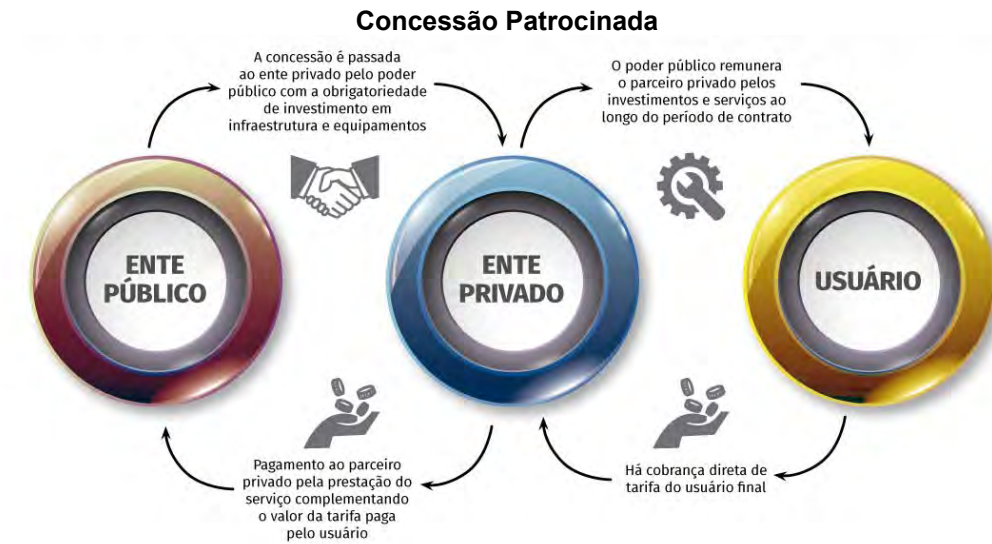 Concessão Patrocinada
A concessão é passada
ao ente privado pelo poder
público com a obrigatoriedade
de investimento em
infraestrutura e equipamentos
O poder público remunera
o parceiro privado pelos
investimentos e serviços ao
longo do período de contrato
ENTE
PÚBLICO
ENTE
PRIVADO
USUÁRIO
Pagamento ao parceiro
privado pela prestação do
serviço complementando
o valor da tarifa paga
pelo usuário
Há cobrança direta de
tarifa do usuário final